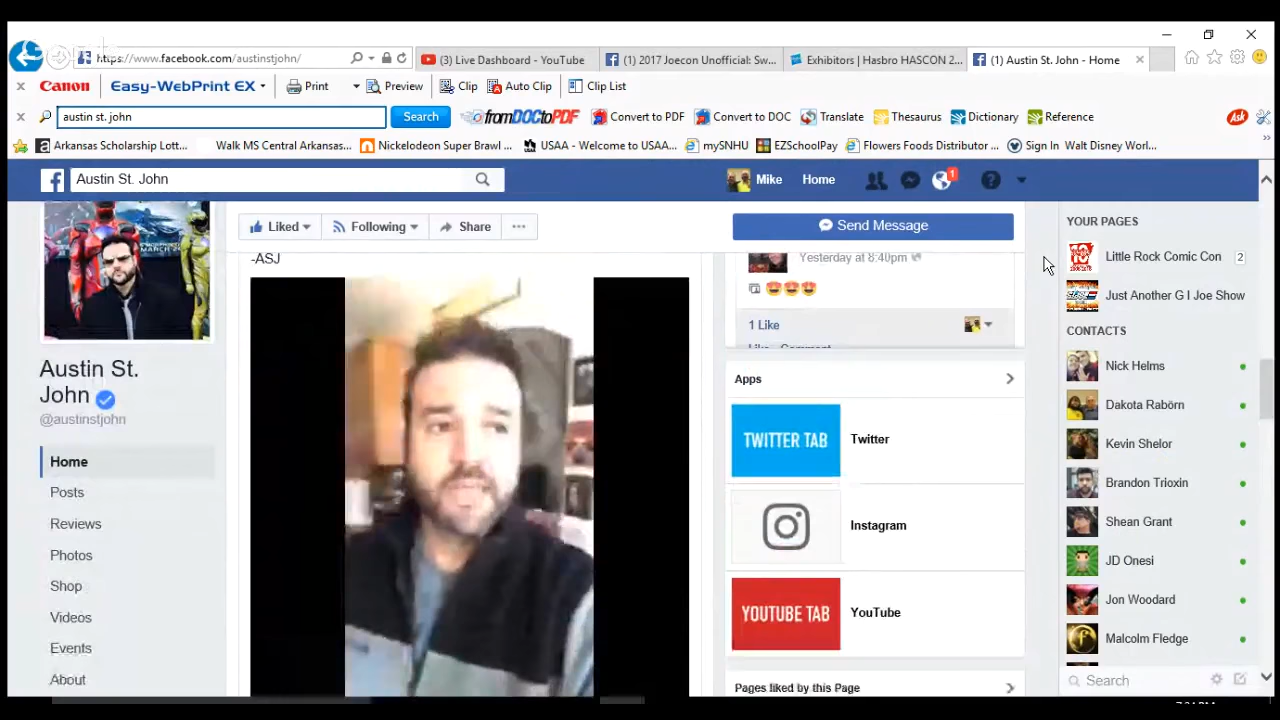 https://www.facebook.com/austinstjohn/
(3) Live Dashboard - YouTube
(1) 2017 Joecon Unofficial: Sw...
Exhibitors | Hasbro HASCON 2...
(1) Austin St. John - Home
Canon Easy-WebPrint EX
Print
Preview
Clip
Auto Clip
Clip List
austin st. john
Search
fromDOCtoPDF
Convert to PDF
Convert to DOC
Translate
Thesaurus
Dictionary
Reference
Ask
Arkansas Scholarship Lott...
Walk MS Central Arkansas...
Nickelodeon Super Brawl ...
USAA - Welcome to USAA...
mySNHU
EZSchoolPay
Flowers Foods Distributor ...
Sign In
Walt Disney Worl...
Austin St. John
Mike
Home
1
Liked
Following
Share
...
Send Message
-ASJ
Austin St.
John
@austinstjohn
Home
Posts
Reviews
Photos
Shop
Videos
Events
About
Yesterday at 8:40pm
1 Like
Like Comment
Apps
TWITTER TAB
Twitter
Instagram
YOUTUBE TAB
YouTube
Pages liked by this Page
YOUR PAGES
Little Rock Comic Con 2
Just Another G I Joe Show
CONTACTS
Nick Helms
Dakota Rabörn
Kevin Shelor
Brandon Trioxin
Shean Grant
JD Onesi
Jon Woodard
Malcolm Fledge
Search